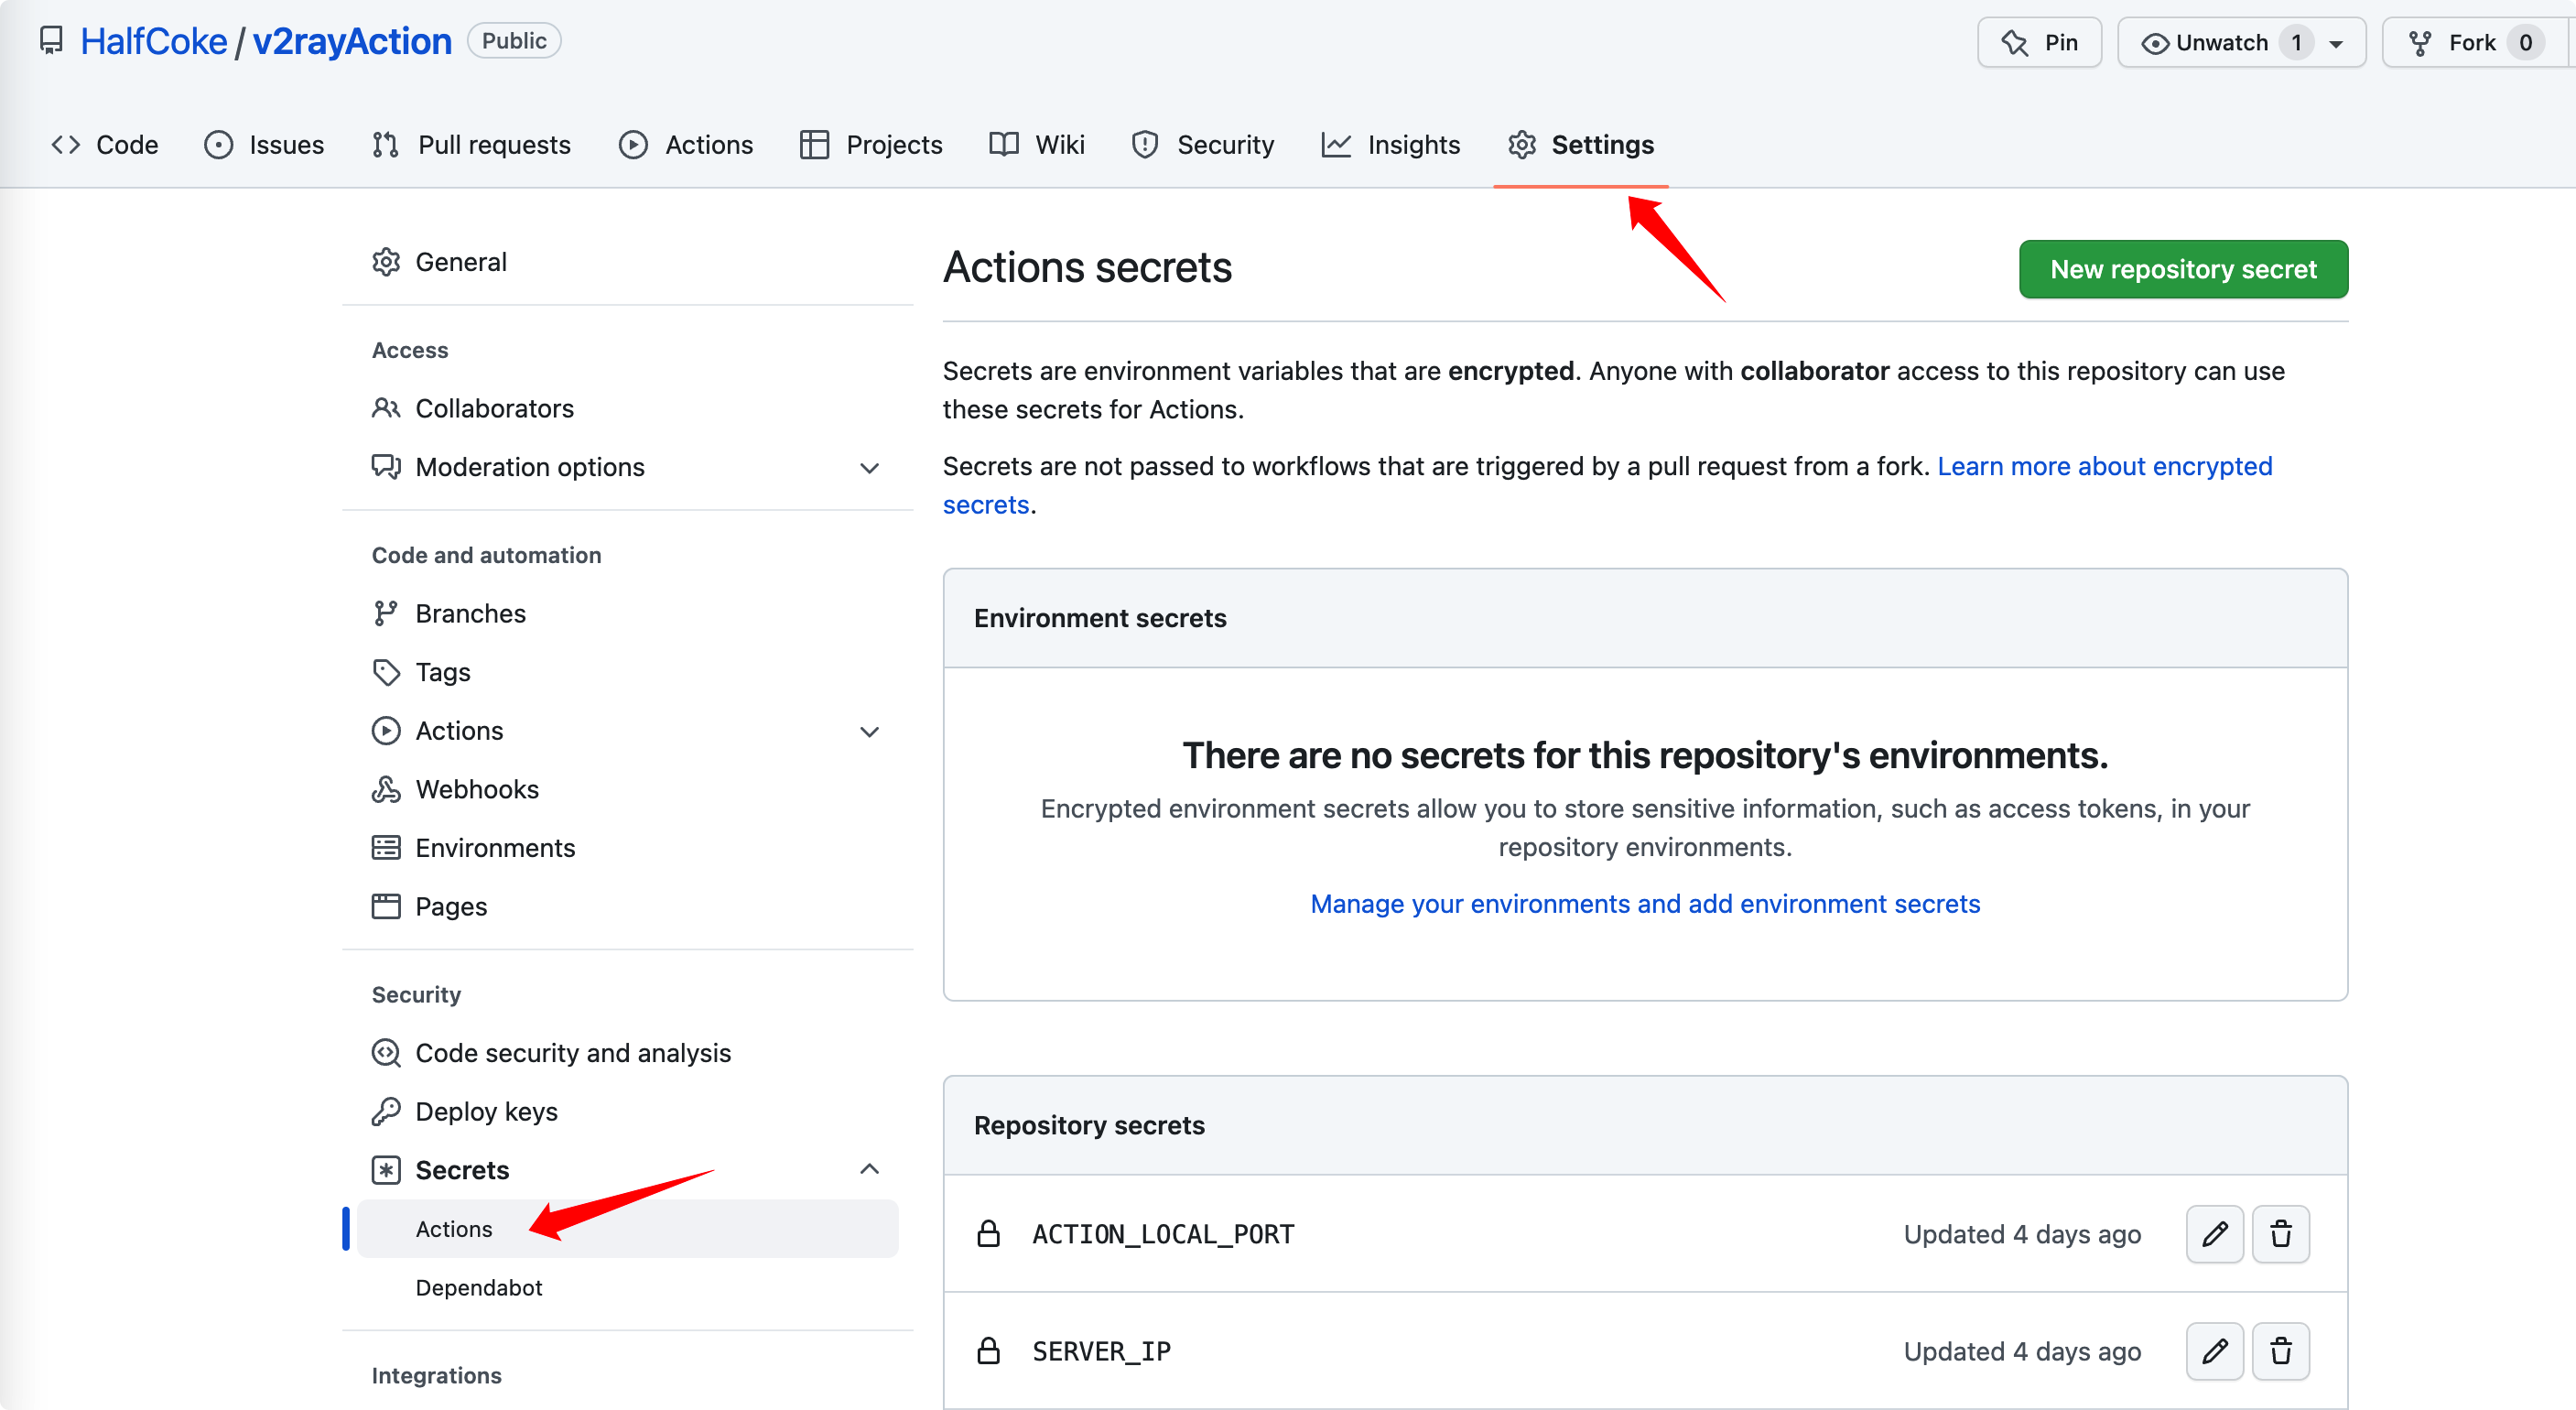 HalfCoke / v2rayAction Public
Pin
Unwatch 1
Fork 0
Code
Issues
Pull requests
Actions
Projects
Wiki
Security
Insights
Settings
General
Access
Collaborators
Moderation options
Code and automation
Branches
Tags
Actions
Webhooks
Environments
Pages
Security
Code security and analysis
Deploy keys
Secrets
Actions
Dependabot
Integrations
Actions secrets
New repository secret
Secrets are environment variables that are encrypted. Anyone with collaborator access to this repository can use
these secrets for Actions.
Secrets are not passed to workflows that are triggered by a pull request from a fork. Learn more about encrypted
secrets.
Environment secrets
There are no secrets for this repository's environments.
Encrypted environment secrets allow you to store sensitive information, such as access tokens, in your
repository environments.
Manage your environments and add environment secrets
Repository secrets
ACTION_LOCAL_PORT
Updated 4 days ago
SERVER_IP
Updated 4 days ago